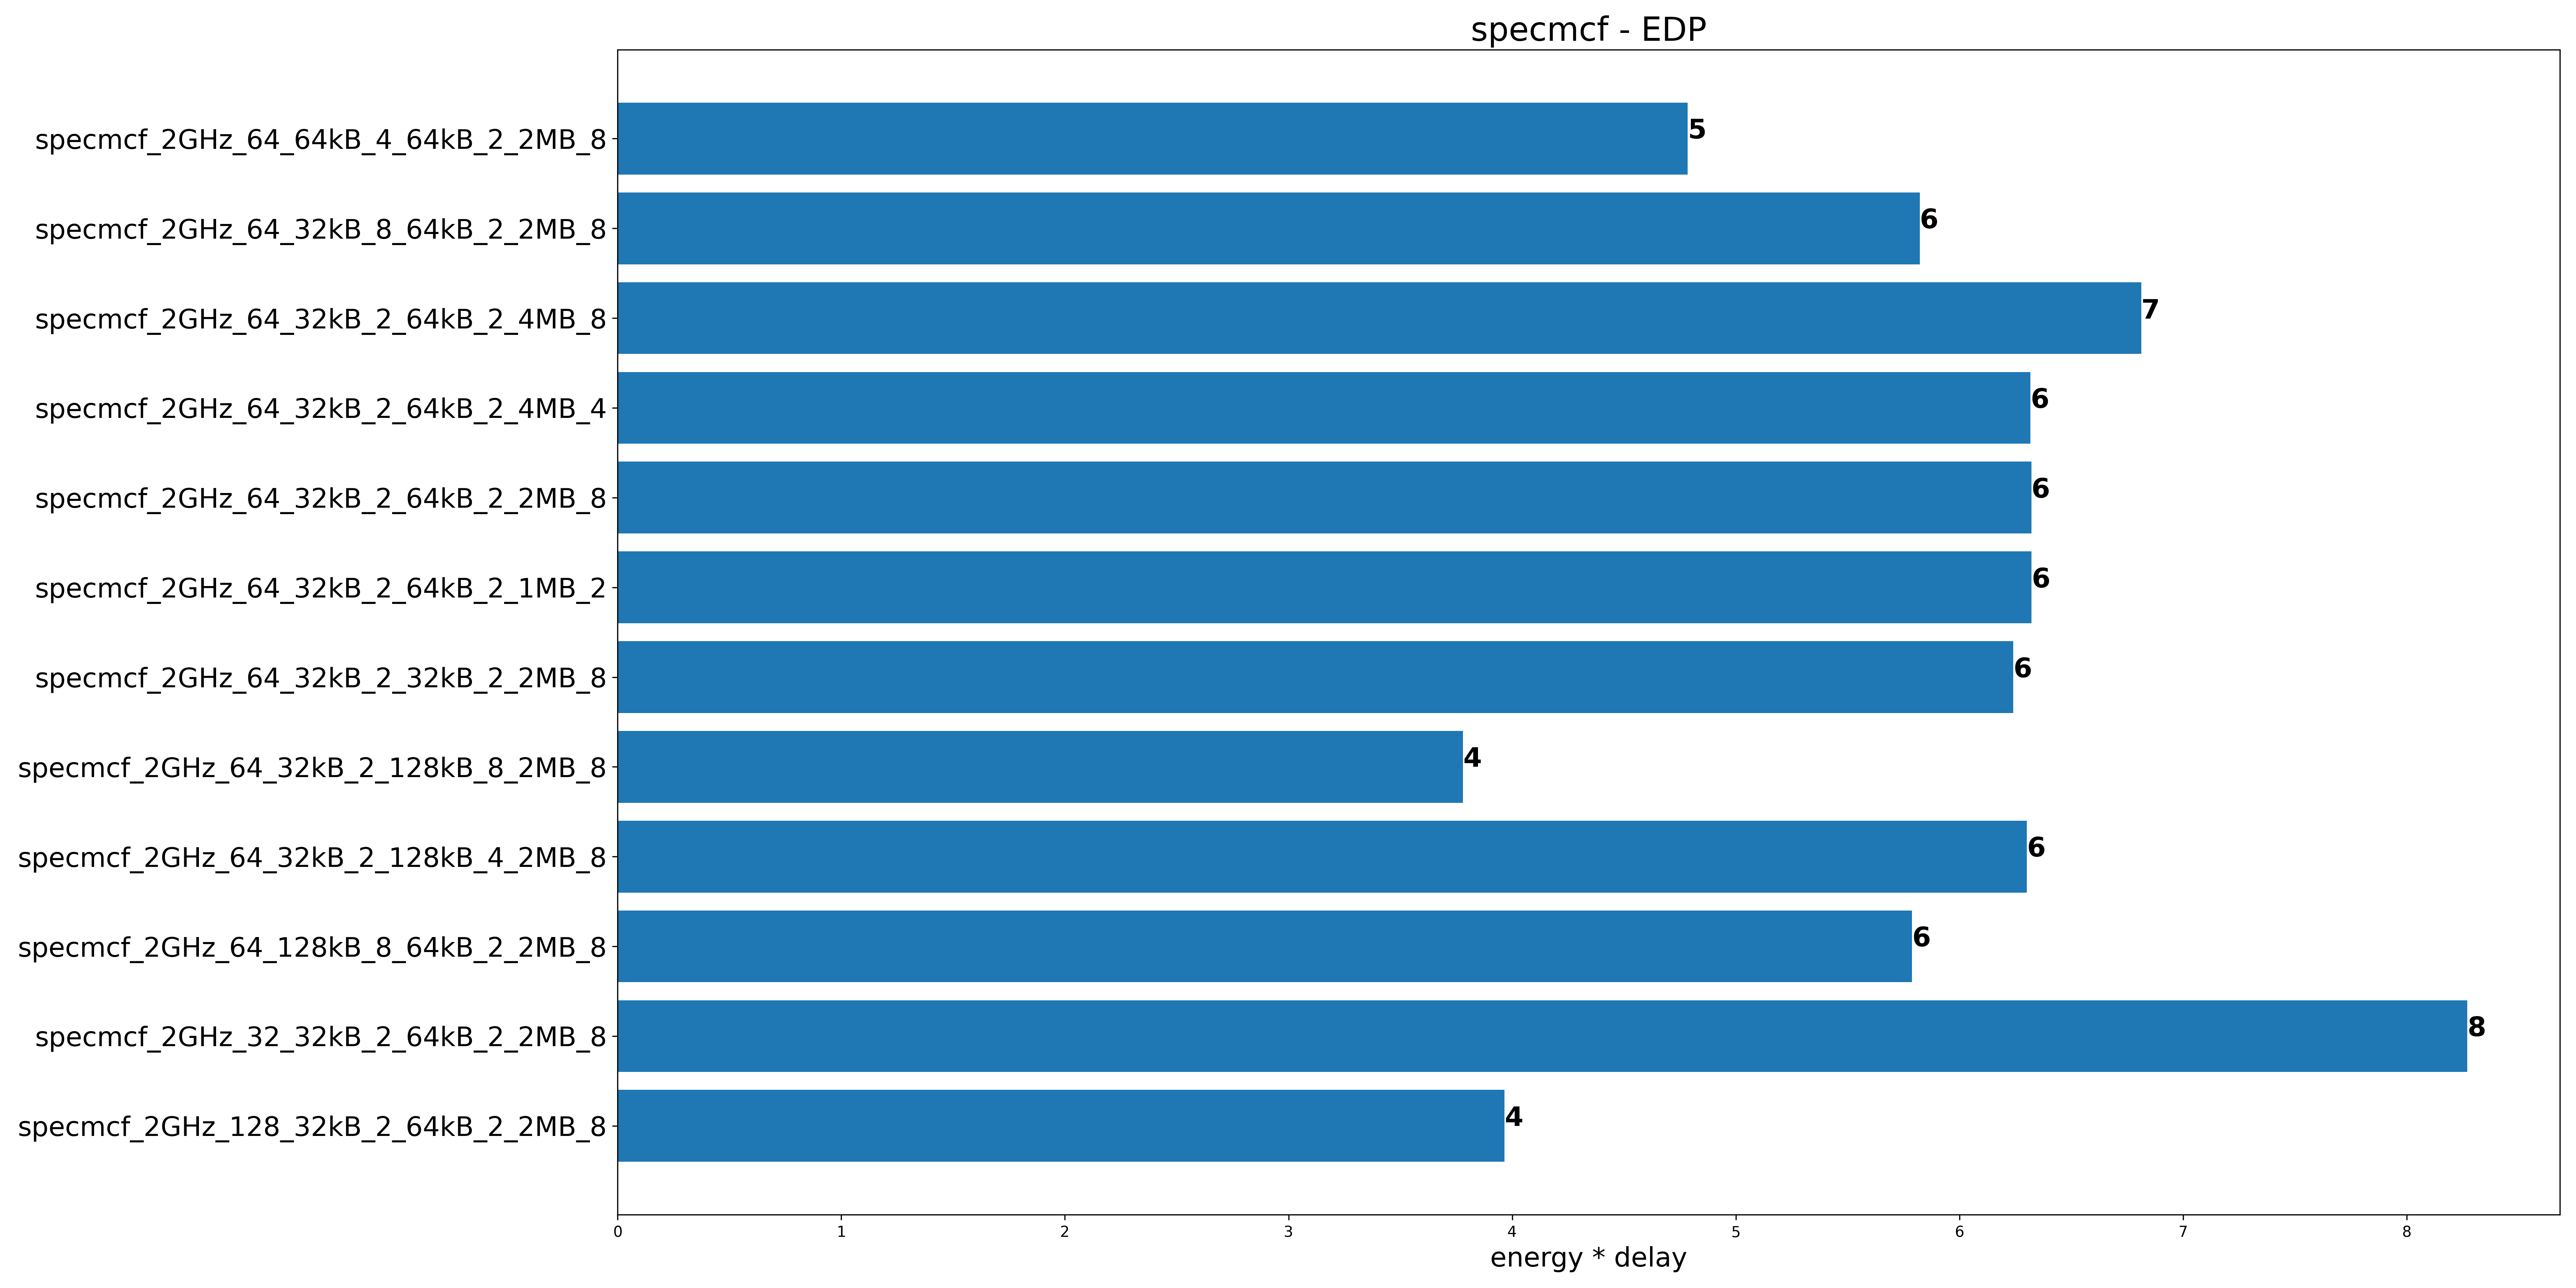 specmcf - EDP
specmcf_2GHz_64_64kB_4_64kB_2_2MB_8
5
specmcf_2GHz_64_32kB_8_64kB_2_2MB_8
6
specmcf_2GHz_64_32kB_2_64kB_2_4MB_8
7
specmcf_2GHz_64_32kB_2_64kB_2_4MB_4
6
specmcf_2GHz_64_32kB_2_64kB_2_2MB_8
6
specmcf_2GHz_64_32kB_2_64kB_2_1MB_2
6
specmcf_2GHz_64_32kB_2_32kB_2_2MB_8
6
specmcf_2GHz_64_32kB_2_128kB_8_2MB_8
4
specmcf_2GHz_64_32kB_2_128kB_4_2MB_8
6
specmcf_2GHz_64_128kB_8_64kB_2_2MB_8
6
specmcf_2GHz_32_32kB_2_64kB_2_2MB_8
8
specmcf_2GHz_128_32kB_2_64kB_2_2MB_8
4
0 1 2 3 4 5 6 7 8
energy * delay